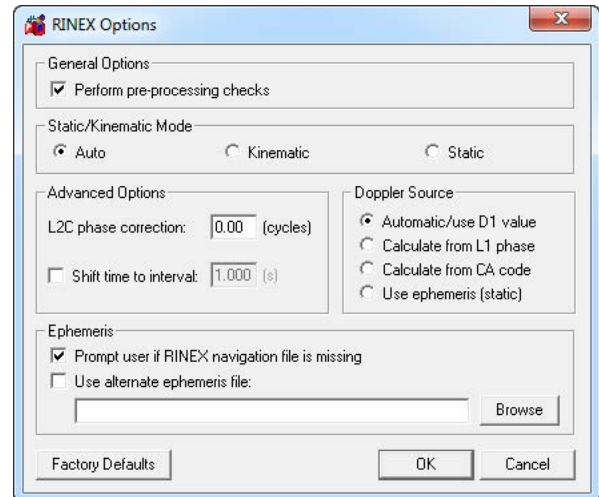 RINEX Options
General Options
Perform pre-processing checks
Static/Kinematic Mode
Auto
Kinematic
Static
Advanced Options
L2C phase correction: 0.00 (cycles)
Shift time to interval: 1.000 (s)
Doppler Source
Automatic/use D1 value
Calculate from L1 phase
Calculate from CA code
Use ephemeris (static)
Ephemeris
Prompt user if RINEX navigation file is missing
Use alternate ephemeris file:
Browse
Factory Defaults
OK
Cancel